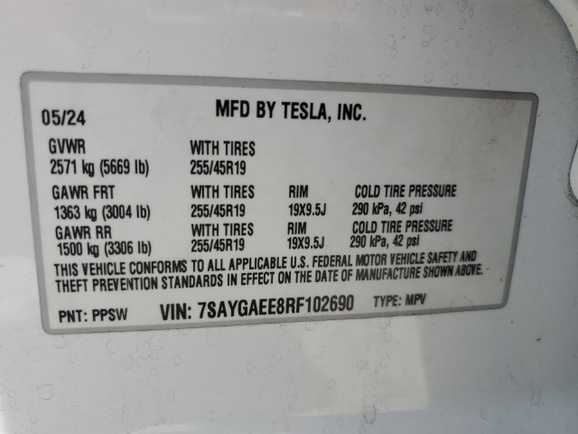 05/24 MFD BY TESLA, INC.
GVWR WITH TIRES
2571 kg (5669 lb) 255/45R19
GAWR FRT WITH TIRES RIM COLD TIRE PRESSURE
1363 kg (3004 lb) 255/45R19 19X9.5J 290 kPa, 42 psi
GAWR RR WITH TIRES RIM COLD TIRE PRESSURE
1500 kg (3306 lb) 255/45R19 19X9.5J 290 kPa, 42 psi
THIS VEHICLE CONFORMS TO ALL APPLICABLE U.S. FEDERAL MOTOR VEHICLE SAFETY AND
THEFT PREVENTION STANDARDS IN EFFECT ON THE DATE OF MANUFACTURE SHOWN ABOVE.
PNT: PPSW VIN: 7SAYGAEE8RF102690 TYPE: MPV